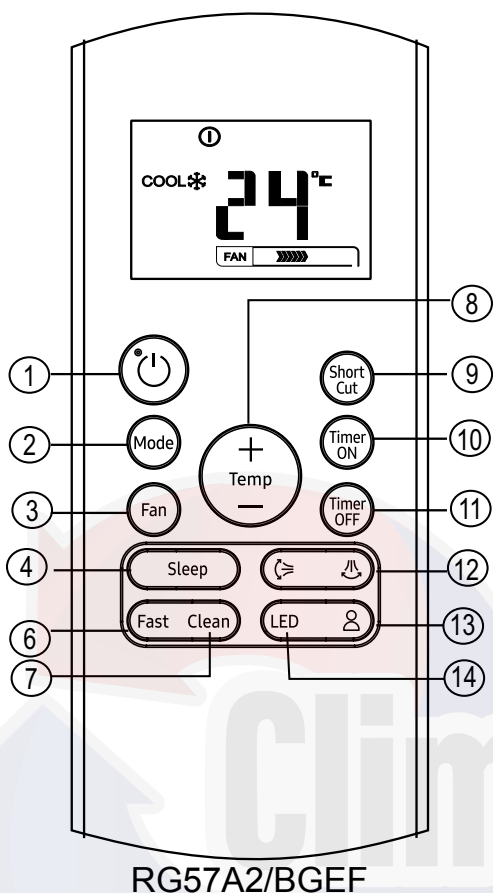 COOL 24°C
FAN
8
1
Short
Cut
9
2
Mode
Temp
Timer
ON
10
3
Fan
Timer
OFF
11
4
Sleep
12
6
Fast Clean
LED
13
7
14
Clim
RG57A2/BGEF